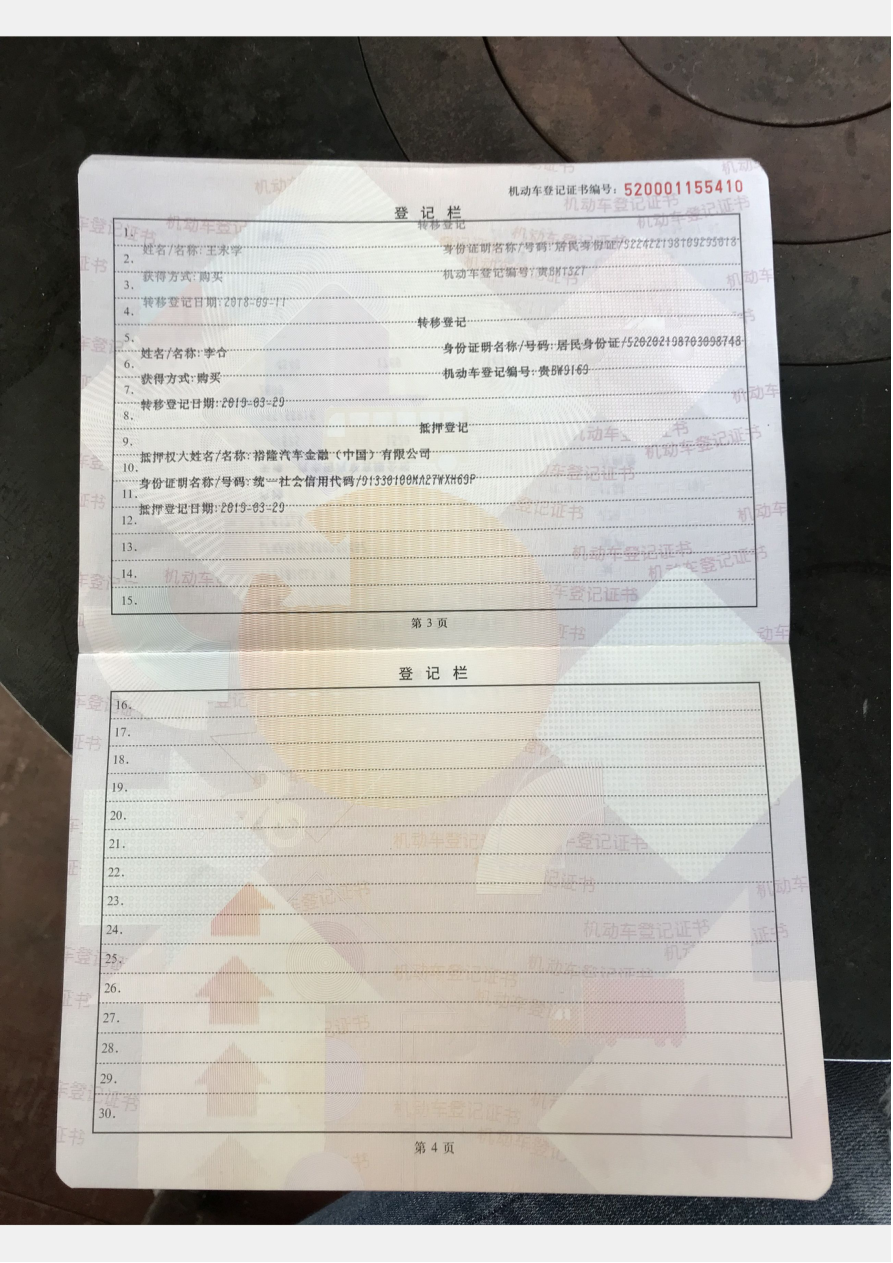 机动车登记证书编号：520001155410
登 记 栏
转移登记
1.
姓名/名称:王永学 身份证明名称/号码:居民身份证/522422198109295018
2.
获得方式:购买 机动车登记编号:贵BM1527
3.
转移登记日期:2018-09-11
4.
转移登记
5.
姓名/名称:李合 身份证明名称/号码:居民身份证/520202198703098748
6.
获得方式:购买 机动车登记编号:贵BW9169
7.
转移登记日期:2019-03-29
8.
抵押登记
9.
抵押权人姓名/名称:裕隆汽车金融(中国)有限公司
10.
身份证明名称/号码:统一社会信用代码/91330100MA27WXH69P
11.
抵押登记日期:2019-03-29
12.
13.
14.
15.
第 3 页
登 记 栏
16.
17.
18.
19.
20.
21.
22.
23.
24.
25.
26.
27.
28.
29.
30.
第 4 页